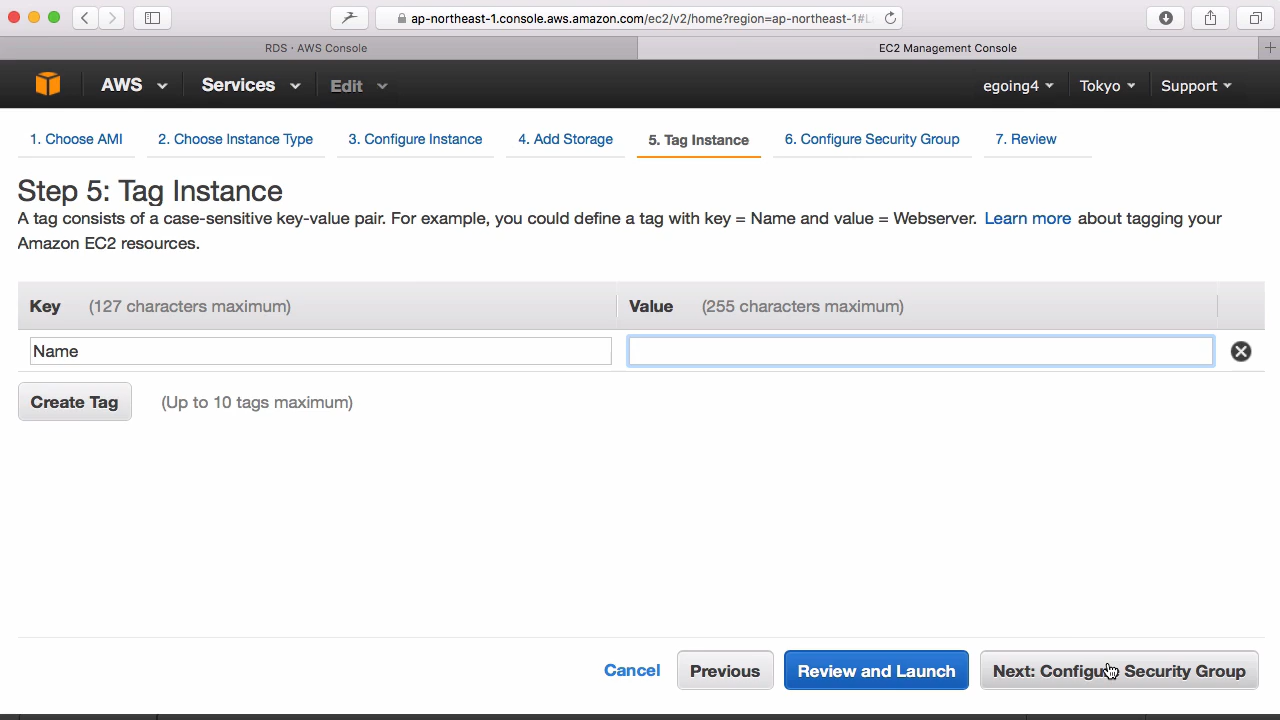 ap-northeast-1.console.aws.amazon.com/ec2/v2/home?region=ap-northeast-1#L
RDS · AWS Console
EC2 Management Console
AWS Services Edit egoing4 Tokyo Support
1. Choose AMI 2. Choose Instance Type 3. Configure Instance 4. Add Storage 5. Tag Instance 6. Configure Security Group 7. Review
Step 5: Tag Instance
A tag consists of a case-sensitive key-value pair. For example, you could define a tag with key = Name and value = Webserver. Learn more about tagging your
Amazon EC2 resources.
Key (127 characters maximum) Value (255 characters maximum)
Name
Create Tag (Up to 10 tags maximum)
Cancel Previous Review and Launch Next: Configure Security Group